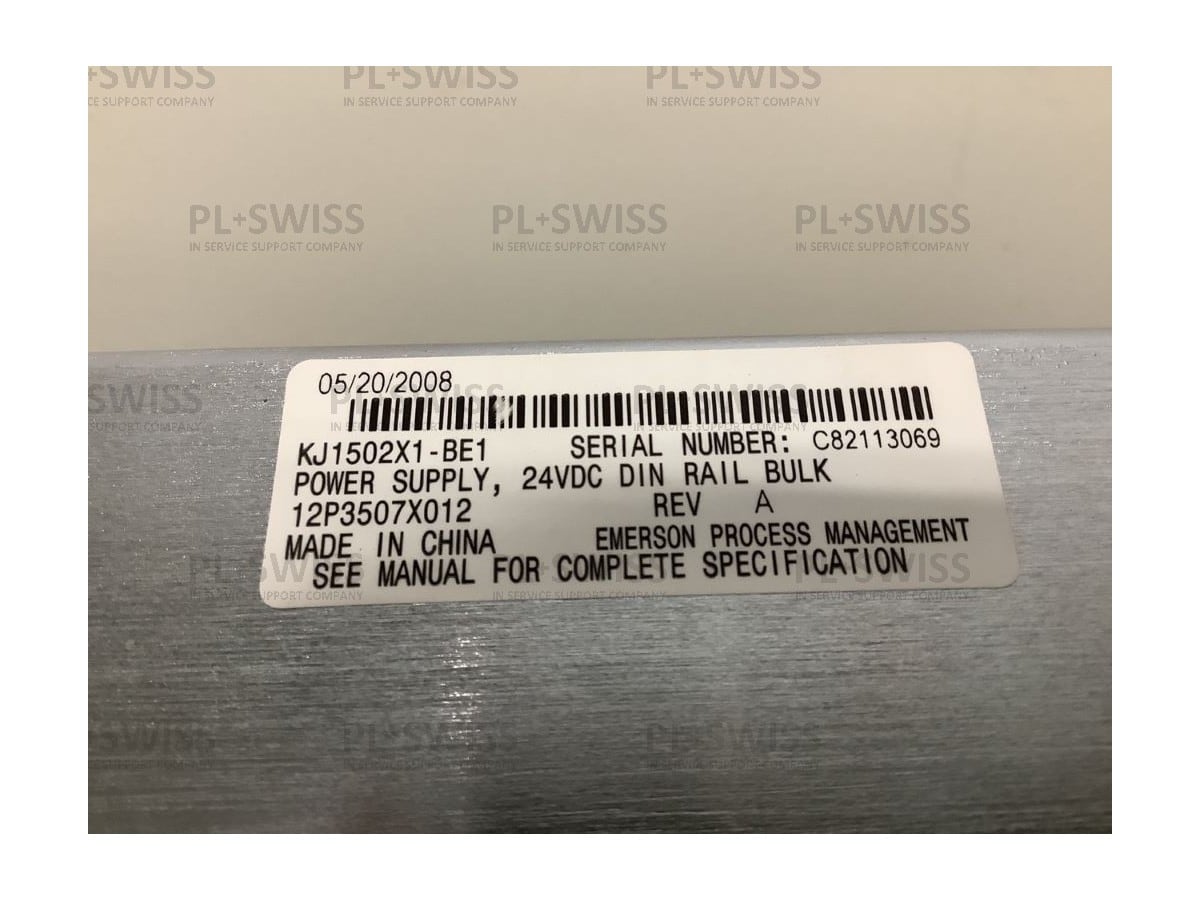 PL+SWISS
IN SERVICE SUPPORT COMPANY
05/20/2008
KJ1502X1-BE1 SERIAL NUMBER: C82113069
POWER SUPPLY, 24VDC DIN RAIL BULK
12P3507X012 REV A
MADE IN CHINA EMERSON PROCESS MANAGEMENT
SEE MANUAL FOR COMPLETE SPECIFICATION